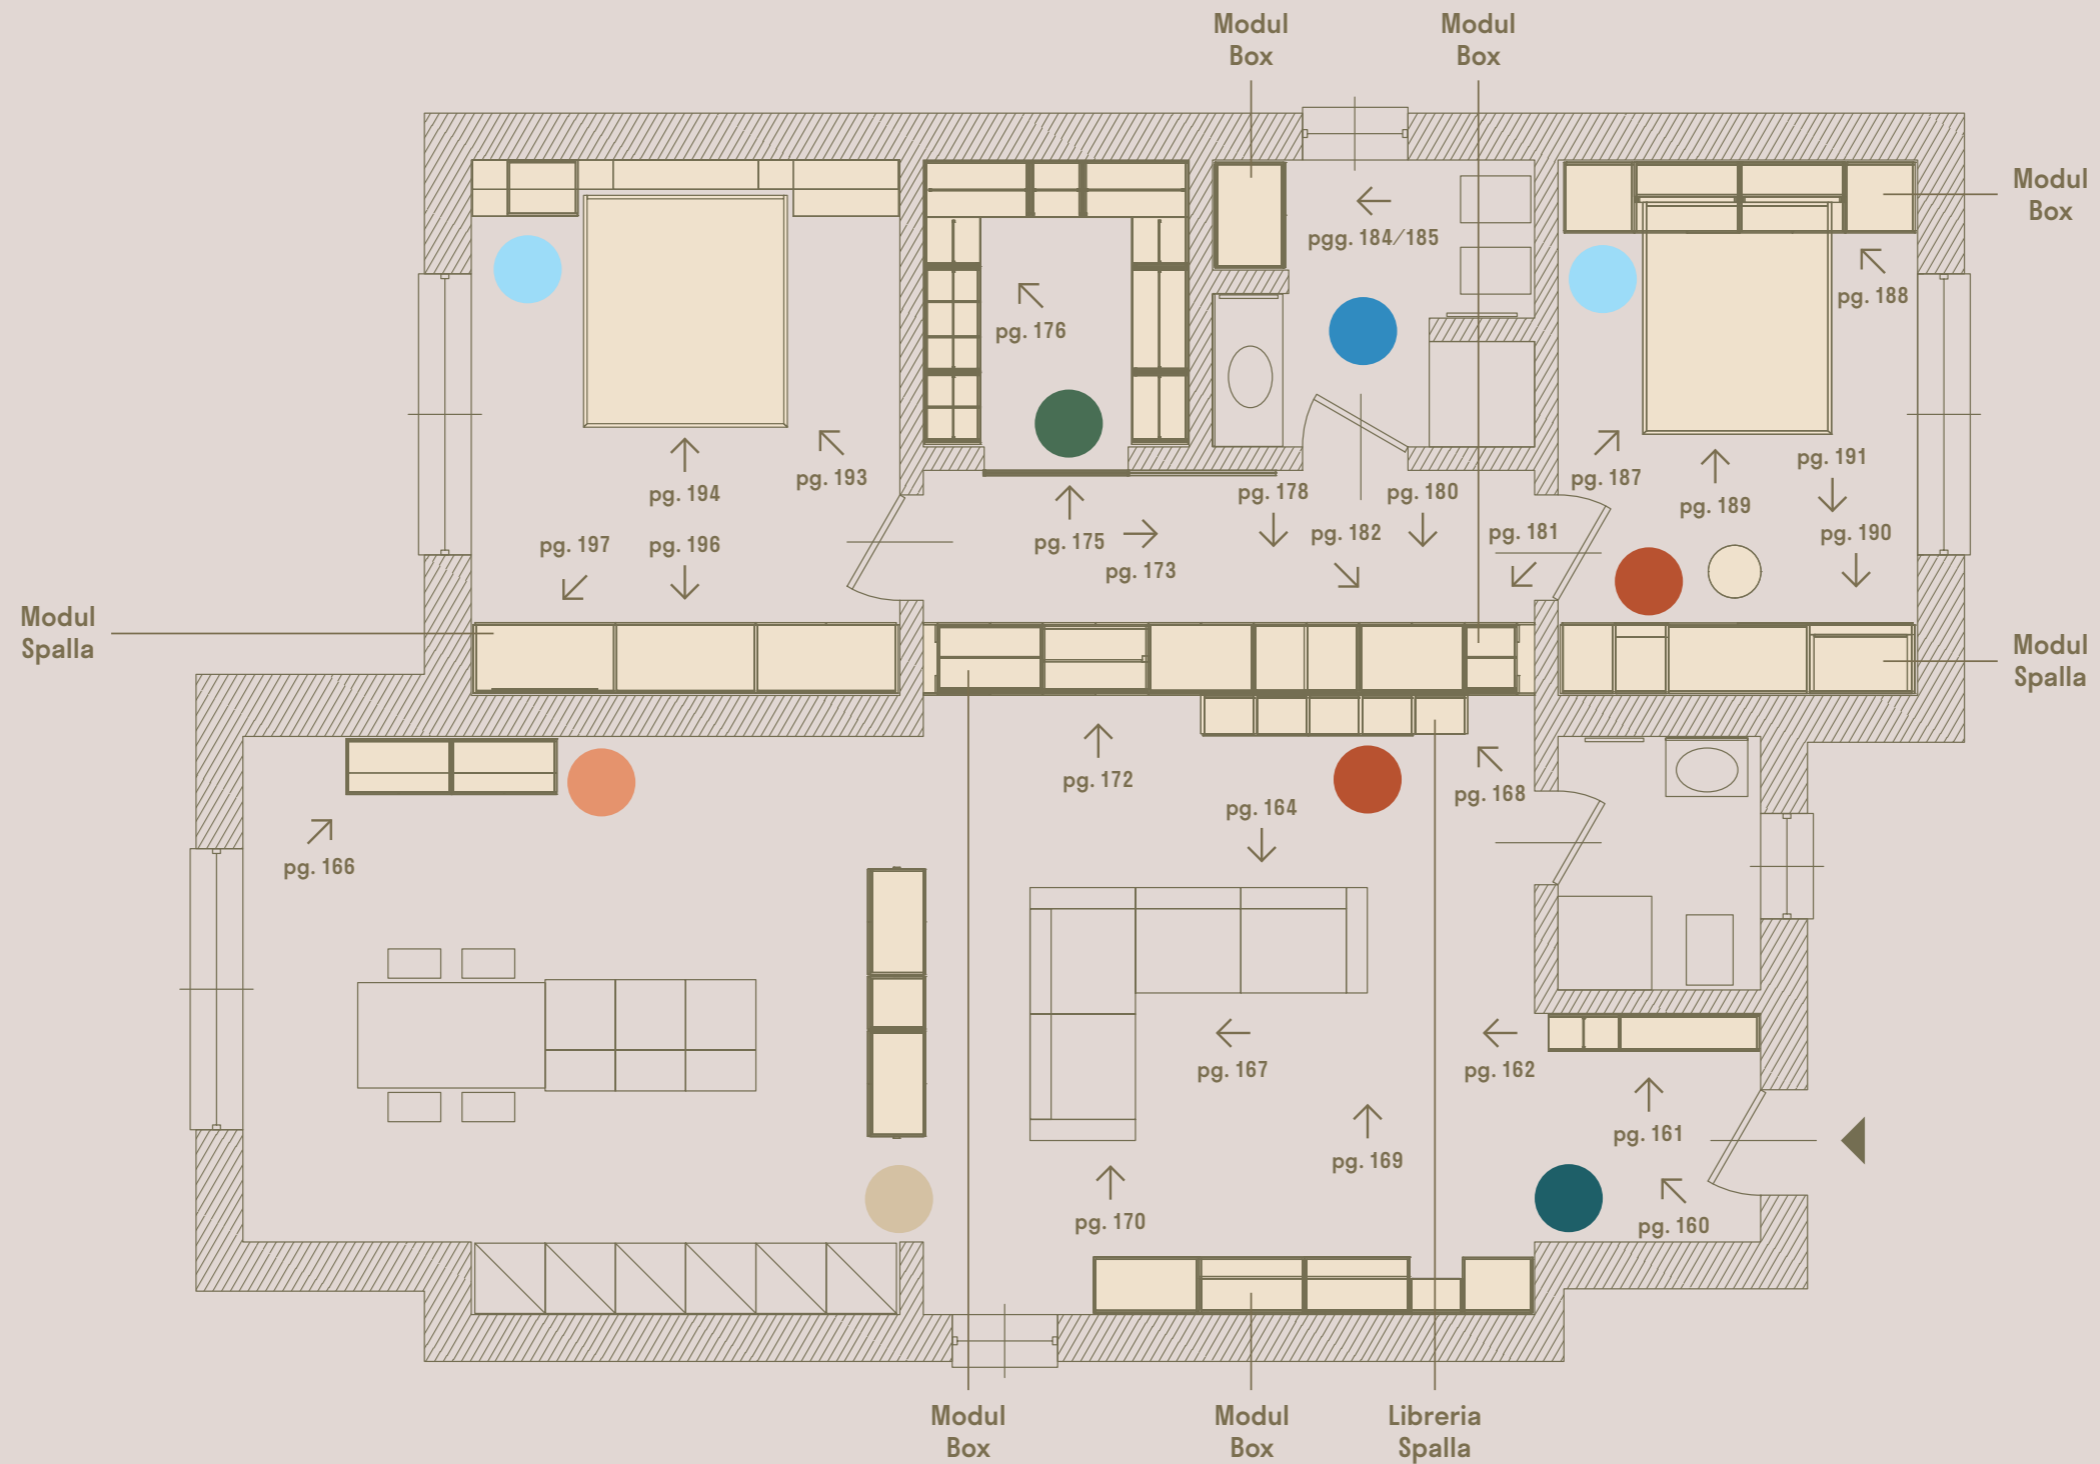 Modul
Box
Modul
Box
Modul
Box
pgg. 184/185
pg. 188
pg. 176
pg. 193
pg. 194
pg. 187
pg. 191
pg. 189
pg. 178
pg. 180
pg. 197
pg. 196
pg. 175
pg. 173
pg. 182
pg. 181
pg. 190
Modul
Spalla
Modul
Spalla
pg. 172
pg. 168
pg. 164
pg. 166
pg. 167
pg. 162
pg. 161
pg. 169
pg. 170
pg. 160
Modul
Box
Modul
Box
Libreria
Spalla